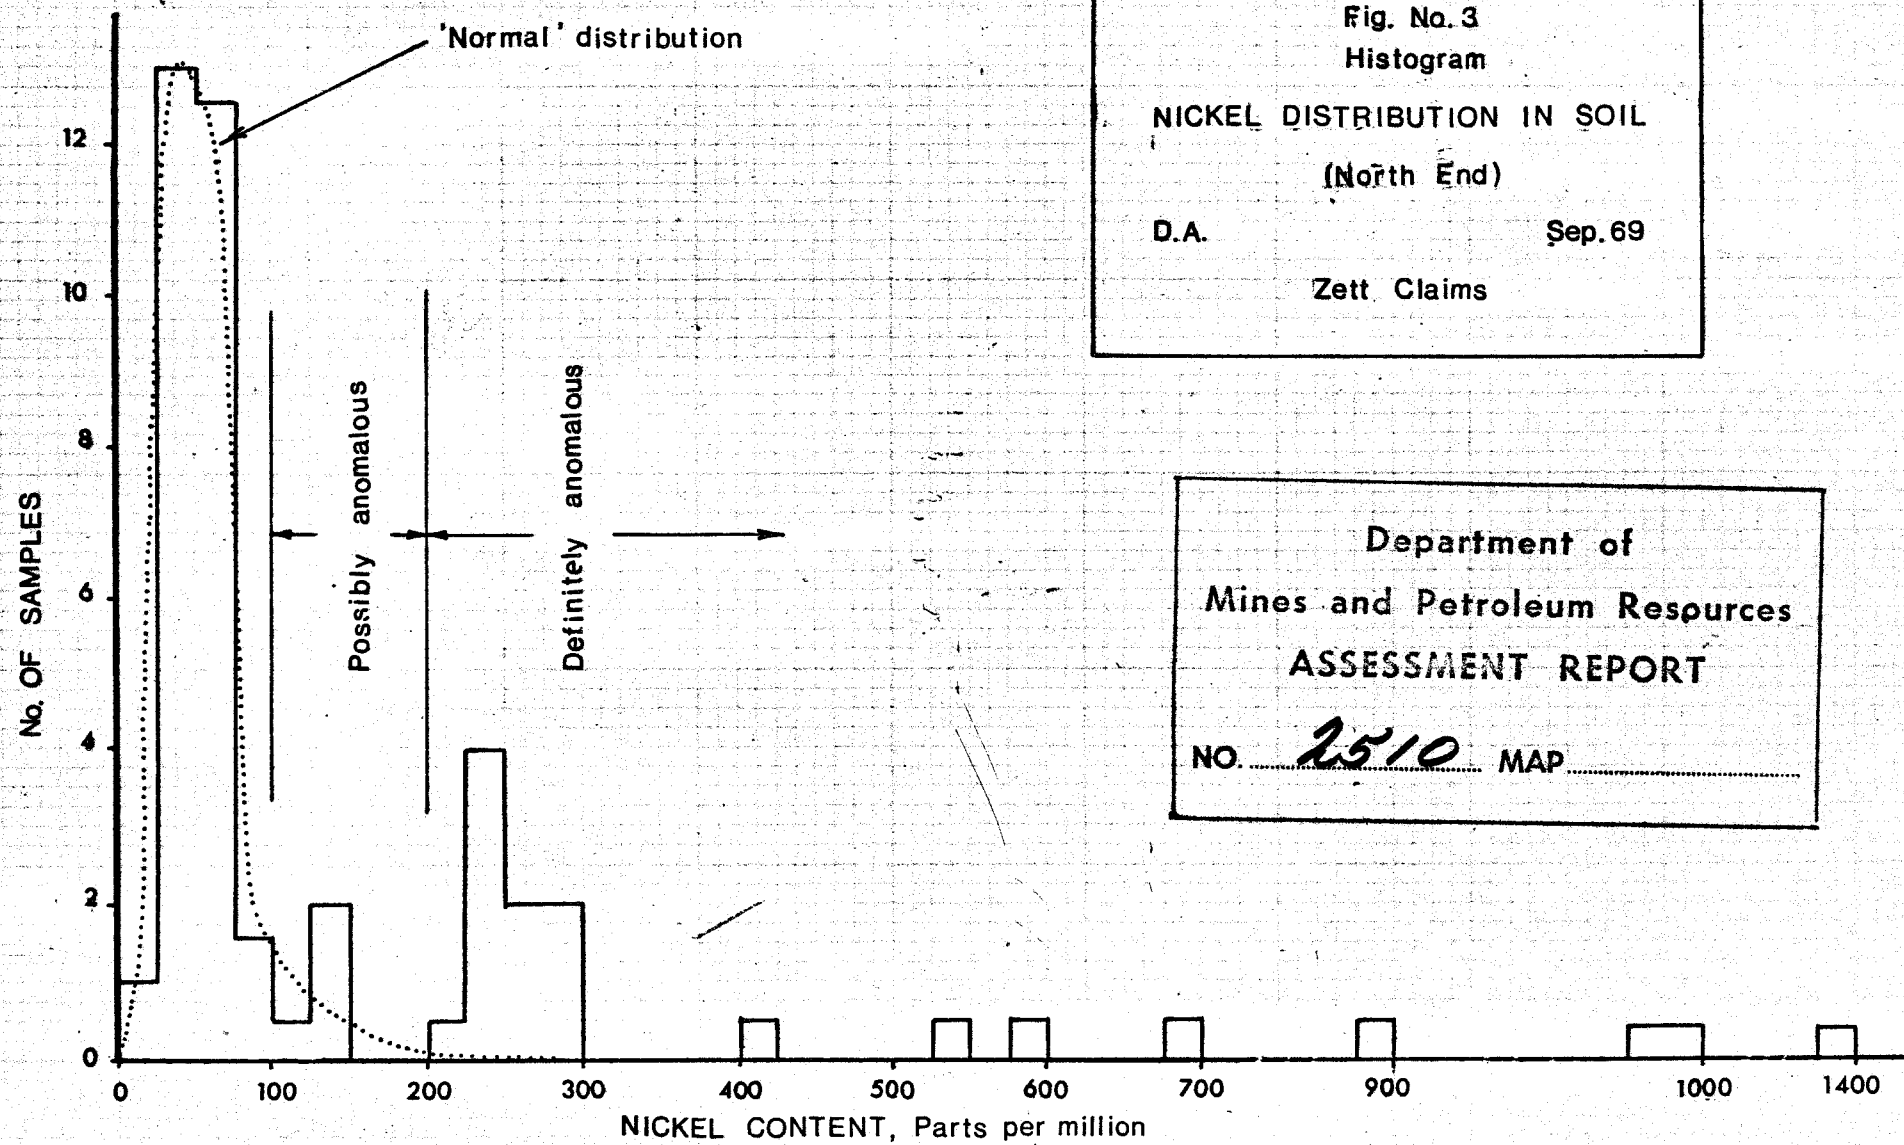 'Normal' distribution
Fig. No. 3
Histogram
NICKEL DISTRIBUTION IN SOIL
(North End)
D.A. Sep. 69
Zett Claims
12
10
8
6
4
2
0
No. OF SAMPLES
Possibly anomalous
Definitely anomalous
Department of
Mines and Petroleum Resources
ASSESSMENT REPORT
NO. 2510 MAP
0 100 200 300 400 500 600 700 900 1000 1400
NICKEL CONTENT, Parts per million